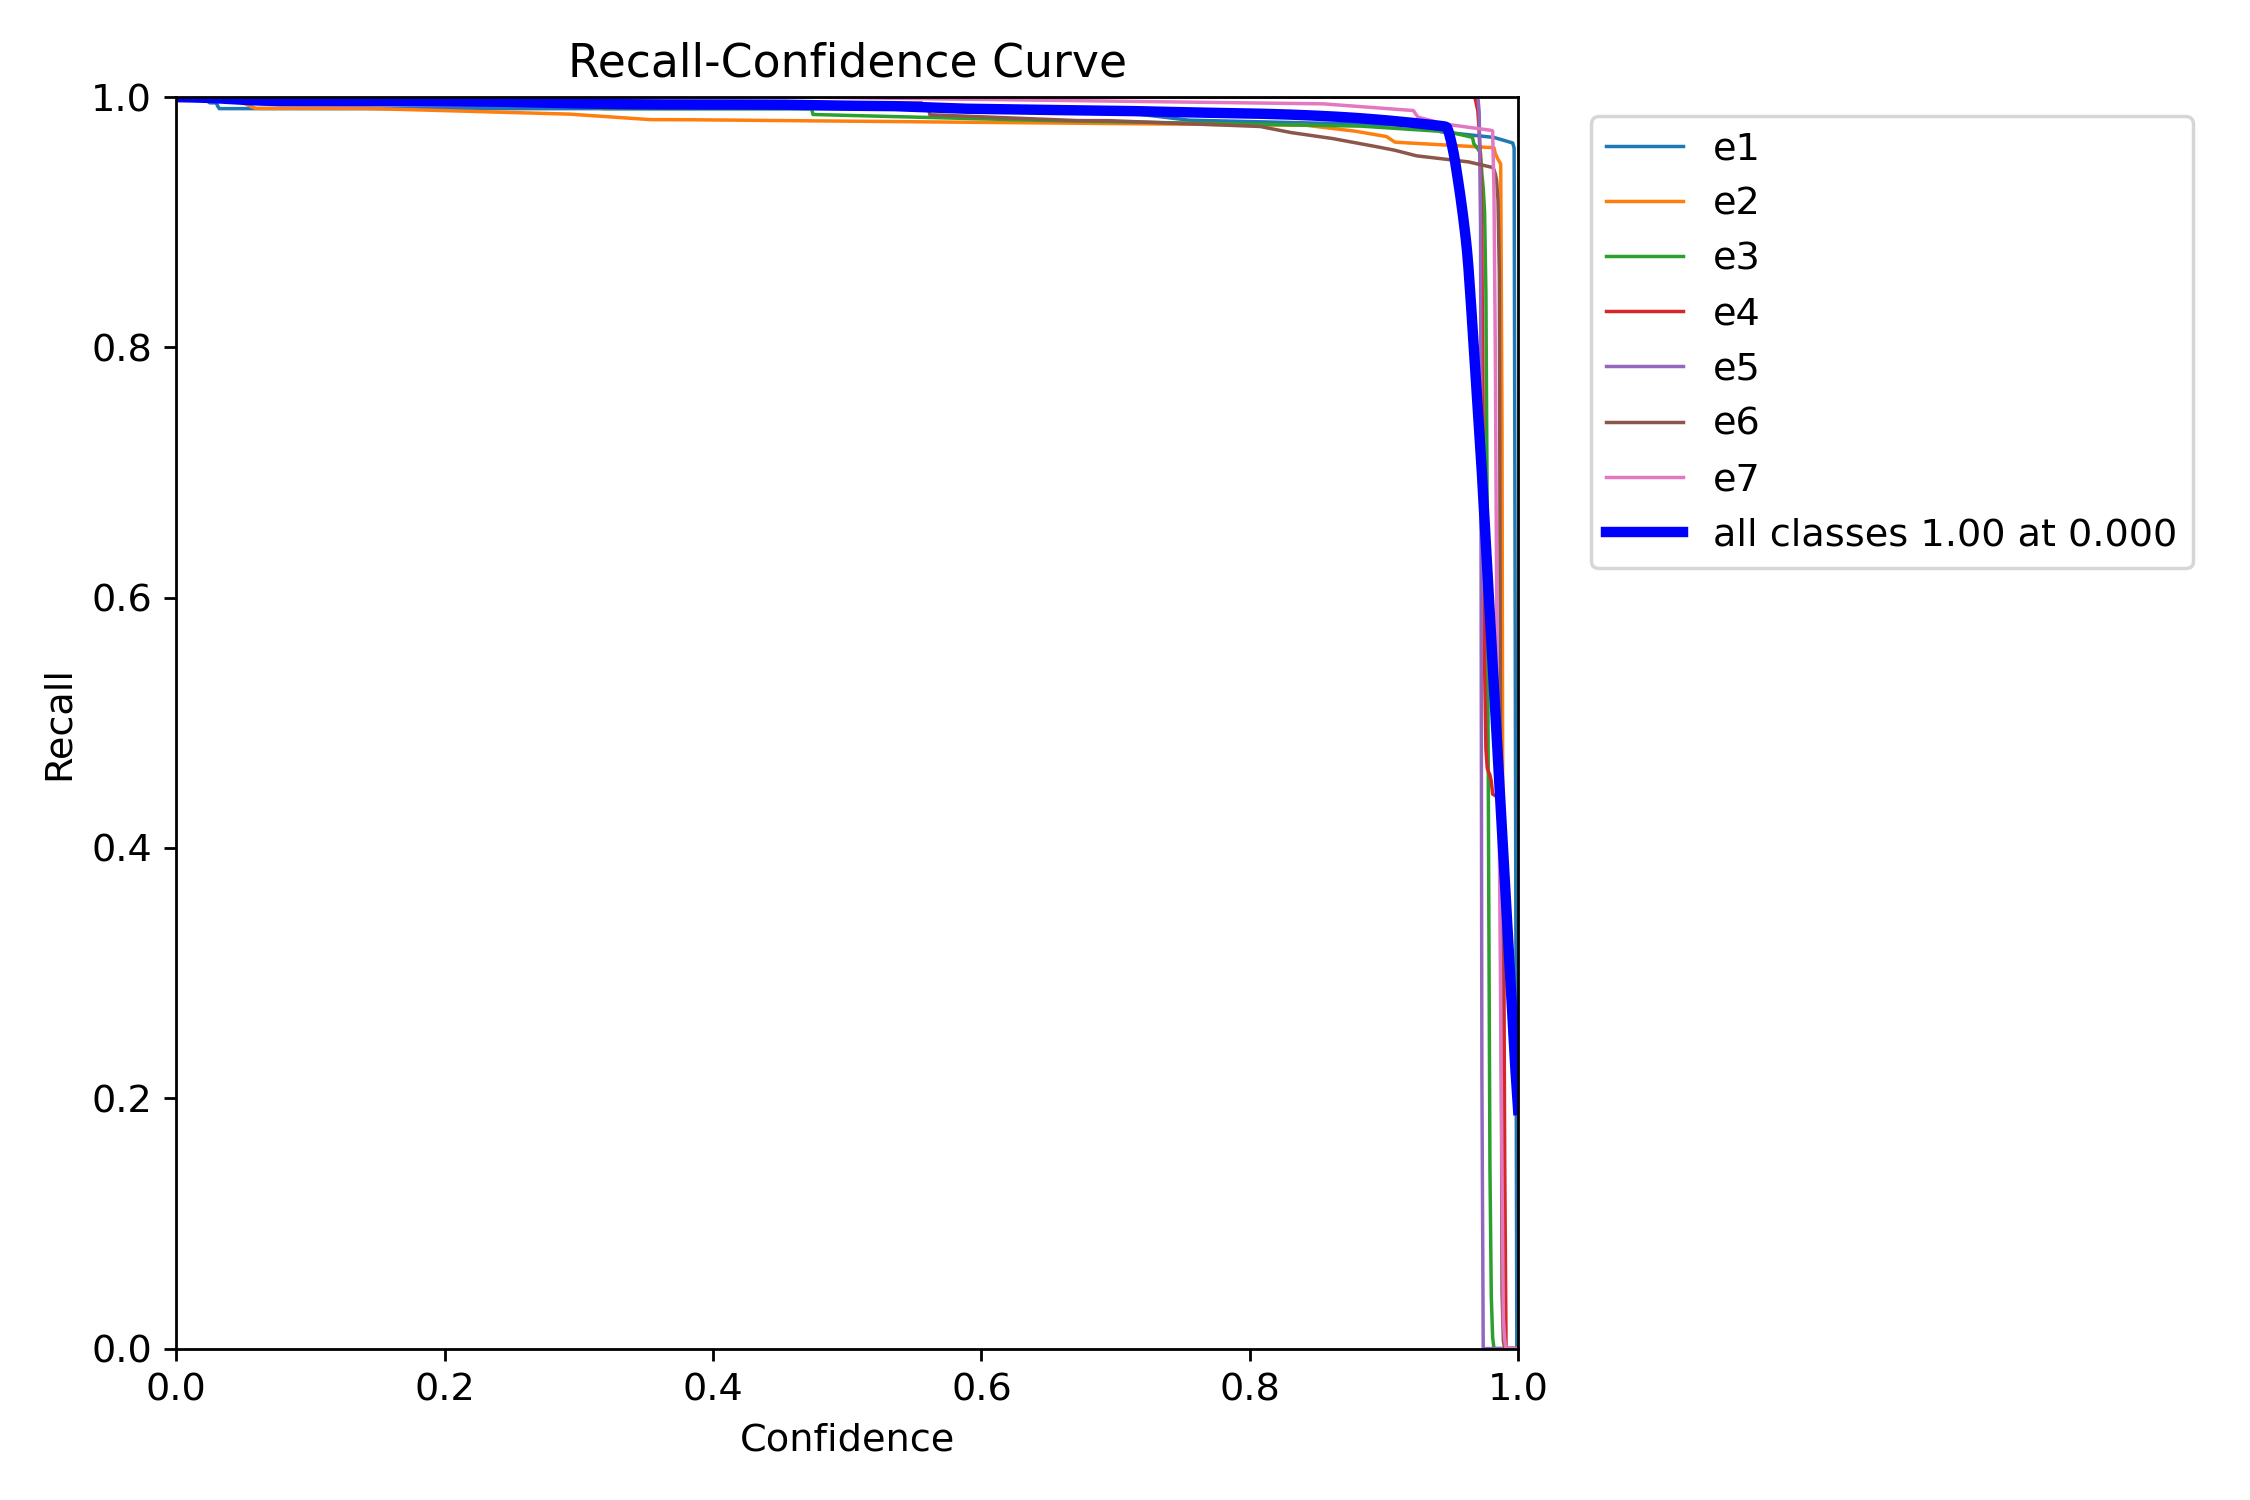 Recall-Confidence Curve
1.0
0.8
0.6
0.4
0.2
0.0
Recall
0.0 0.2 0.4 0.6 0.8 1.0
Confidence
e1
e2
e3
e4
e5
e6
e7
all classes 1.00 at 0.000